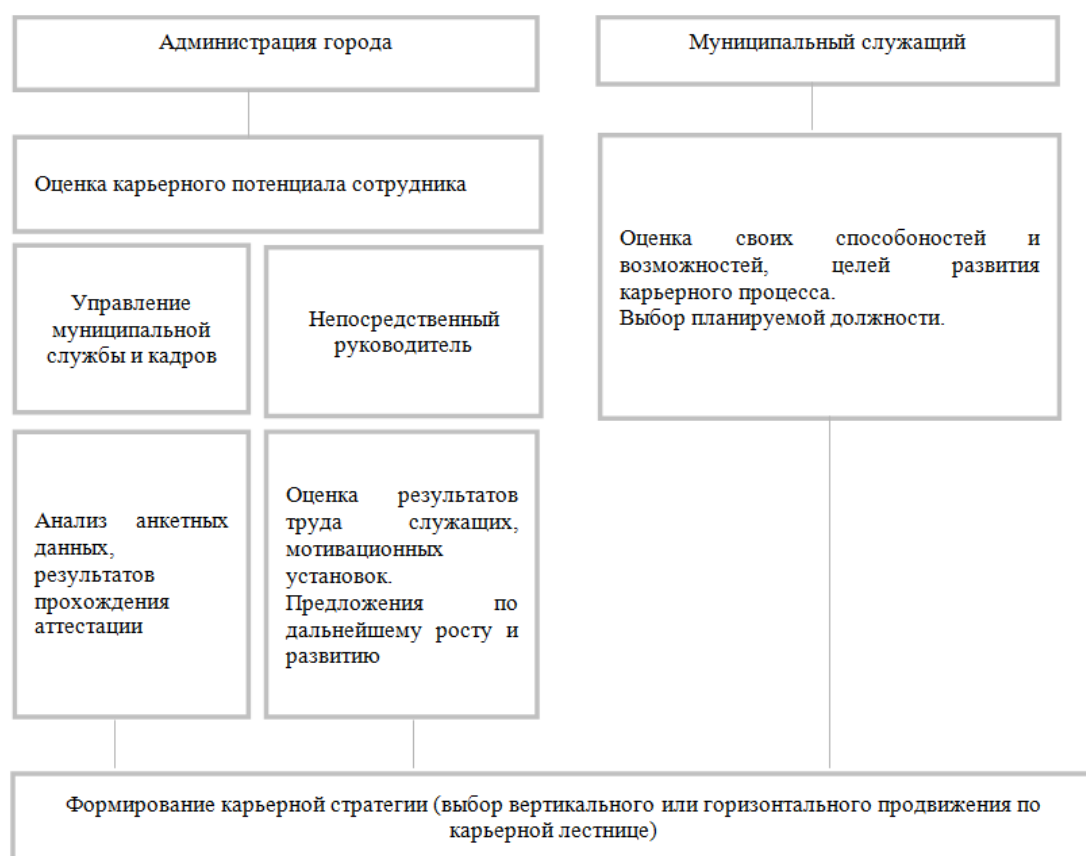 Администрация города
Муниципальный служащий
Оценка карьерного потенциала сотрудника
Оценка своих способоностей и
возможностей, целей развития
карьерного процесса.
Выбор планируемой должности.
Управление
муниципальной
службы и кадров
Непосредственный
руководитель
Анализ анкетных
данных,
результатов
прохождения
аттестации
Оценка результатов
труда служащих,
мотивационных
установок.
Предложения по
дальнейшему росту и
развитию
Формирование карьерной стратегии (выбор вертикального или горизонтального продвижения по
карьерной лестнице)